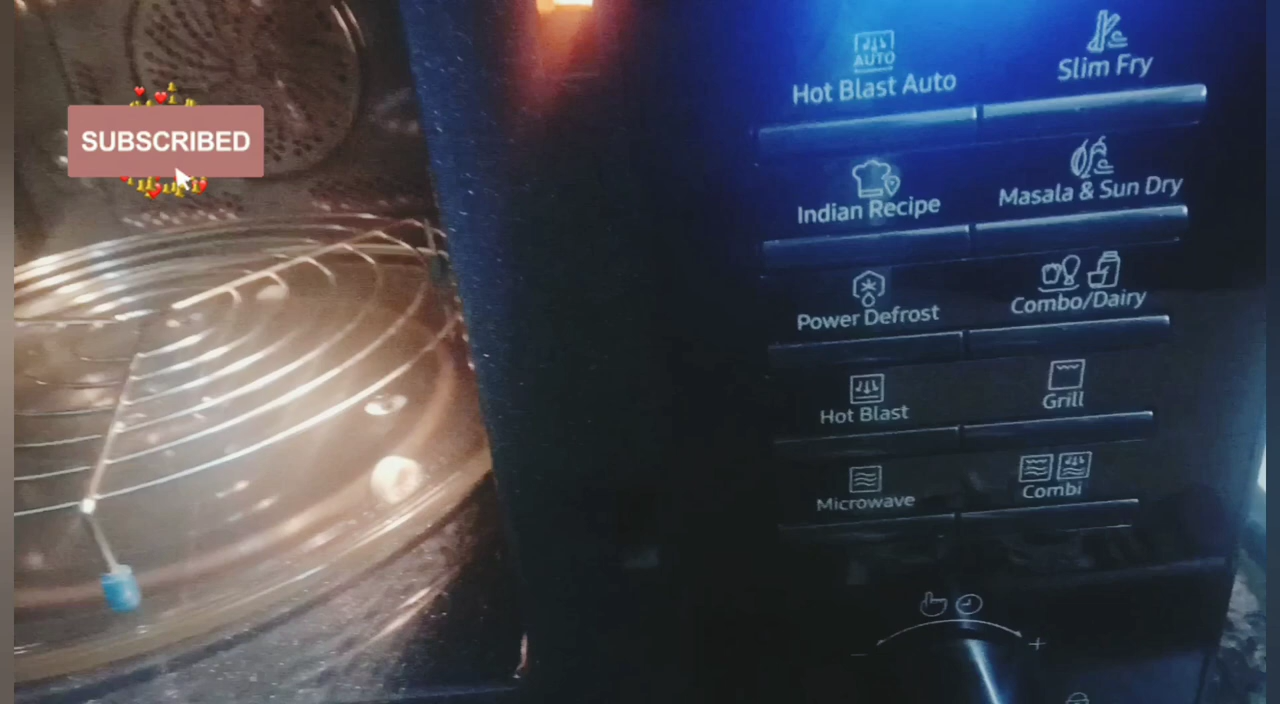 SUBSCRIBED
AUTO
Hot Blast Auto
Slim Fry
Indian Recipe
Masala & Sun Dry
Power Defrost
Combo/Dairy
Hot Blast
Grill
Microwave
Combi
− +